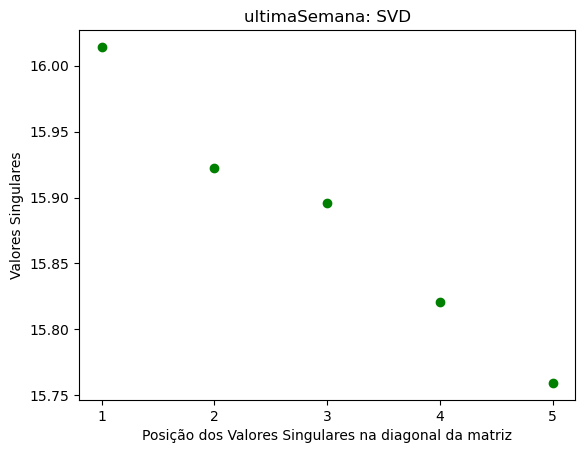 ultimaSemana: SVD
Valores Singulares
16.00
15.95
15.90
15.85
15.80
15.75
1 2 3 4 5
Posição dos Valores Singulares na diagonal da matriz